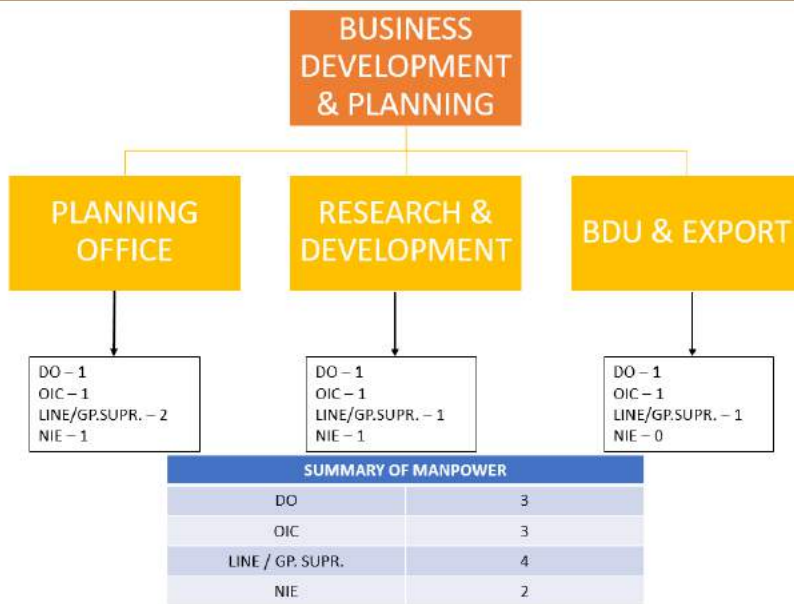 BUSINESS
DEVELOPMENT
& PLANNING
PLANNING
OFFICE
RESEARCH &
DEVELOPMENT
BDU & EXPORT
DO – 1
OIC – 1
LINE/GP.SUPR. – 2
NIE – 1
DO – 1
OIC – 1
LINE/GP.SUPR. – 1
NIE – 1
DO – 1
OIC – 1
LINE/GP.SUPR. – 1
NIE – 0
SUMMARY OF MANPOWER
DO 3
OIC 3
LINE / GP. SUPR. 4
NIE 2